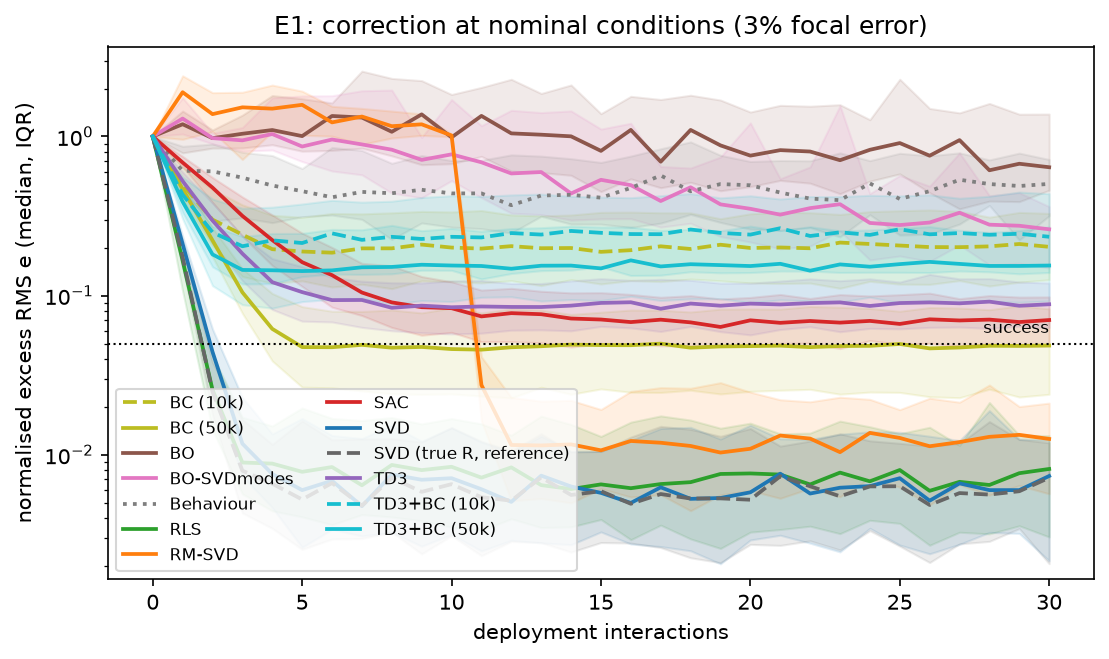 E1: correction at nominal conditions (3% focal error)
normalised excess RMS e (median, IQR)
10⁰
10⁻¹
10⁻²
success
BC (10k)
BC (50k)
BO
BO-SVDmodes
Behaviour
RLS
RM-SVD
SAC
SVD
SVD (true R, reference)
TD3
TD3+BC (10k)
TD3+BC (50k)
0 5 10 15 20 25 30
deployment interactions